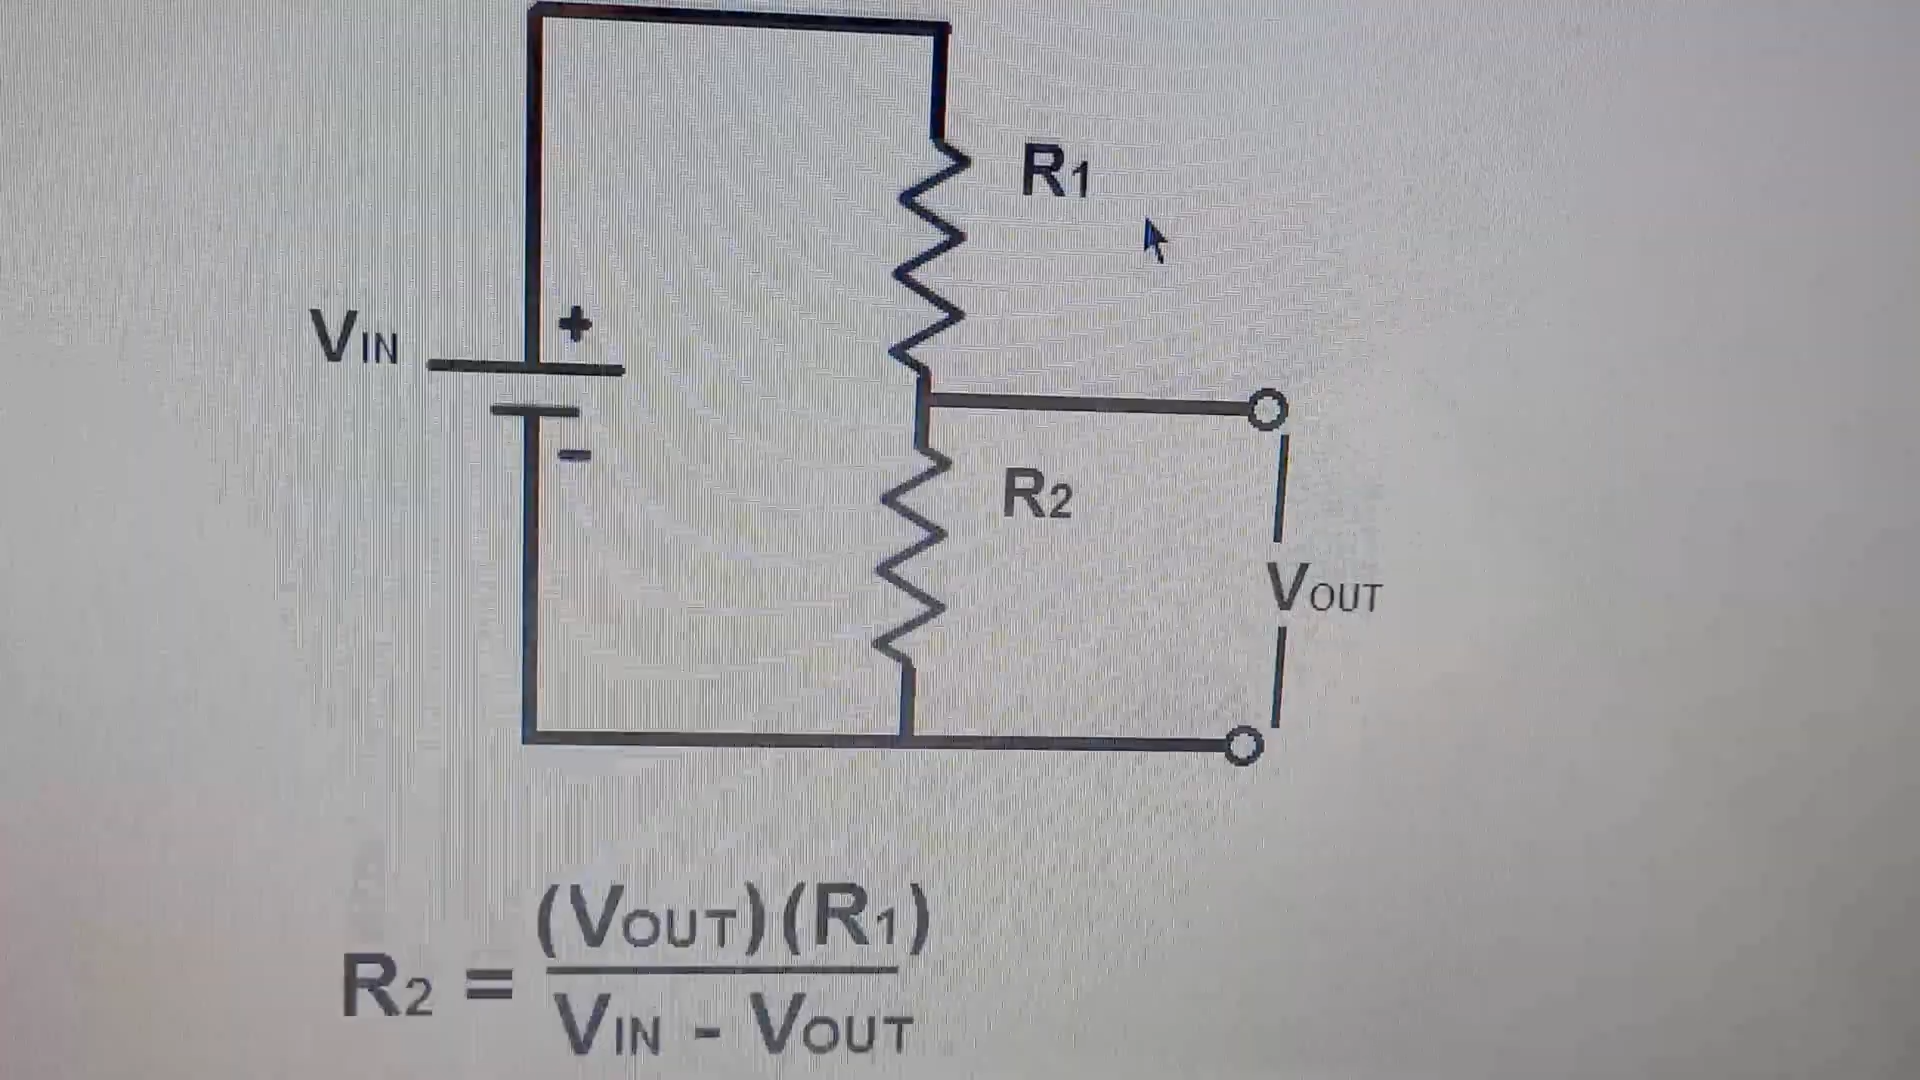 R1
+
VIN
-
R2
VOUT
R2 = (VOUT)(R1)
VIN - VOUT